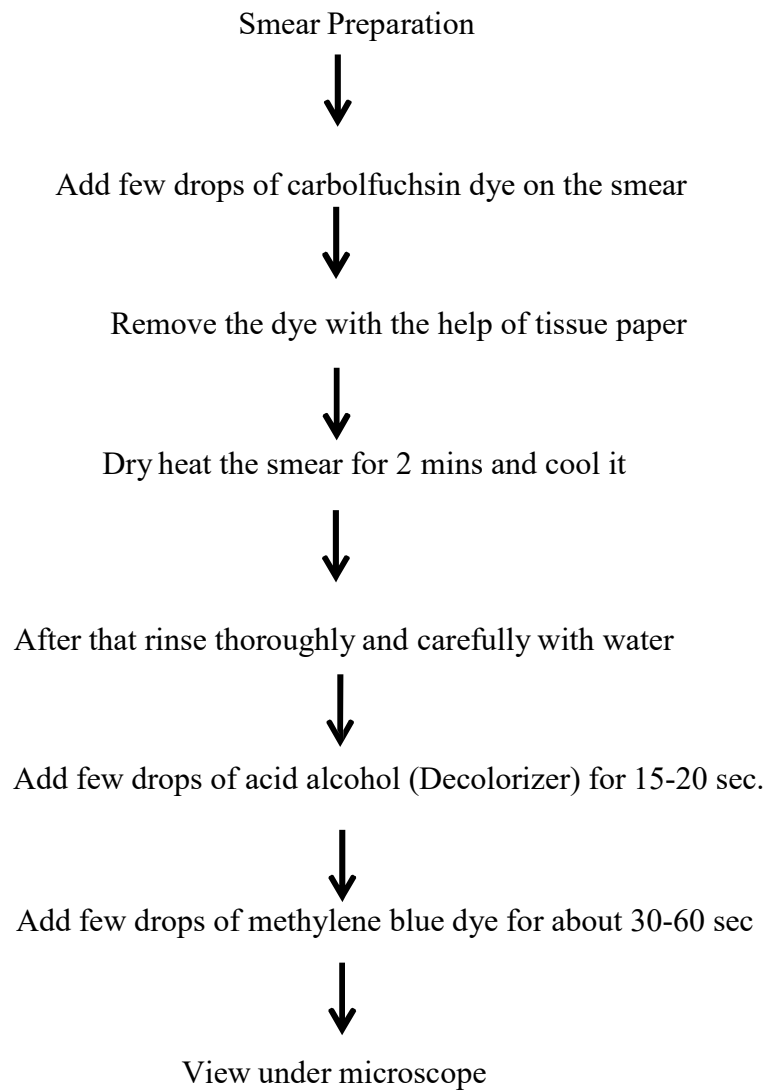 Smear Preparation
Add few drops of carbolfuchsin dye on the smear
Remove the dye with the help of tissue paper
Dry heat the smear for 2 mins and cool it
After that rinse thoroughly and carefully with water
Add few drops of acid alcohol (Decolorizer) for 15-20 sec.
Add few drops of methylene blue dye for about 30-60 sec
View under microscope